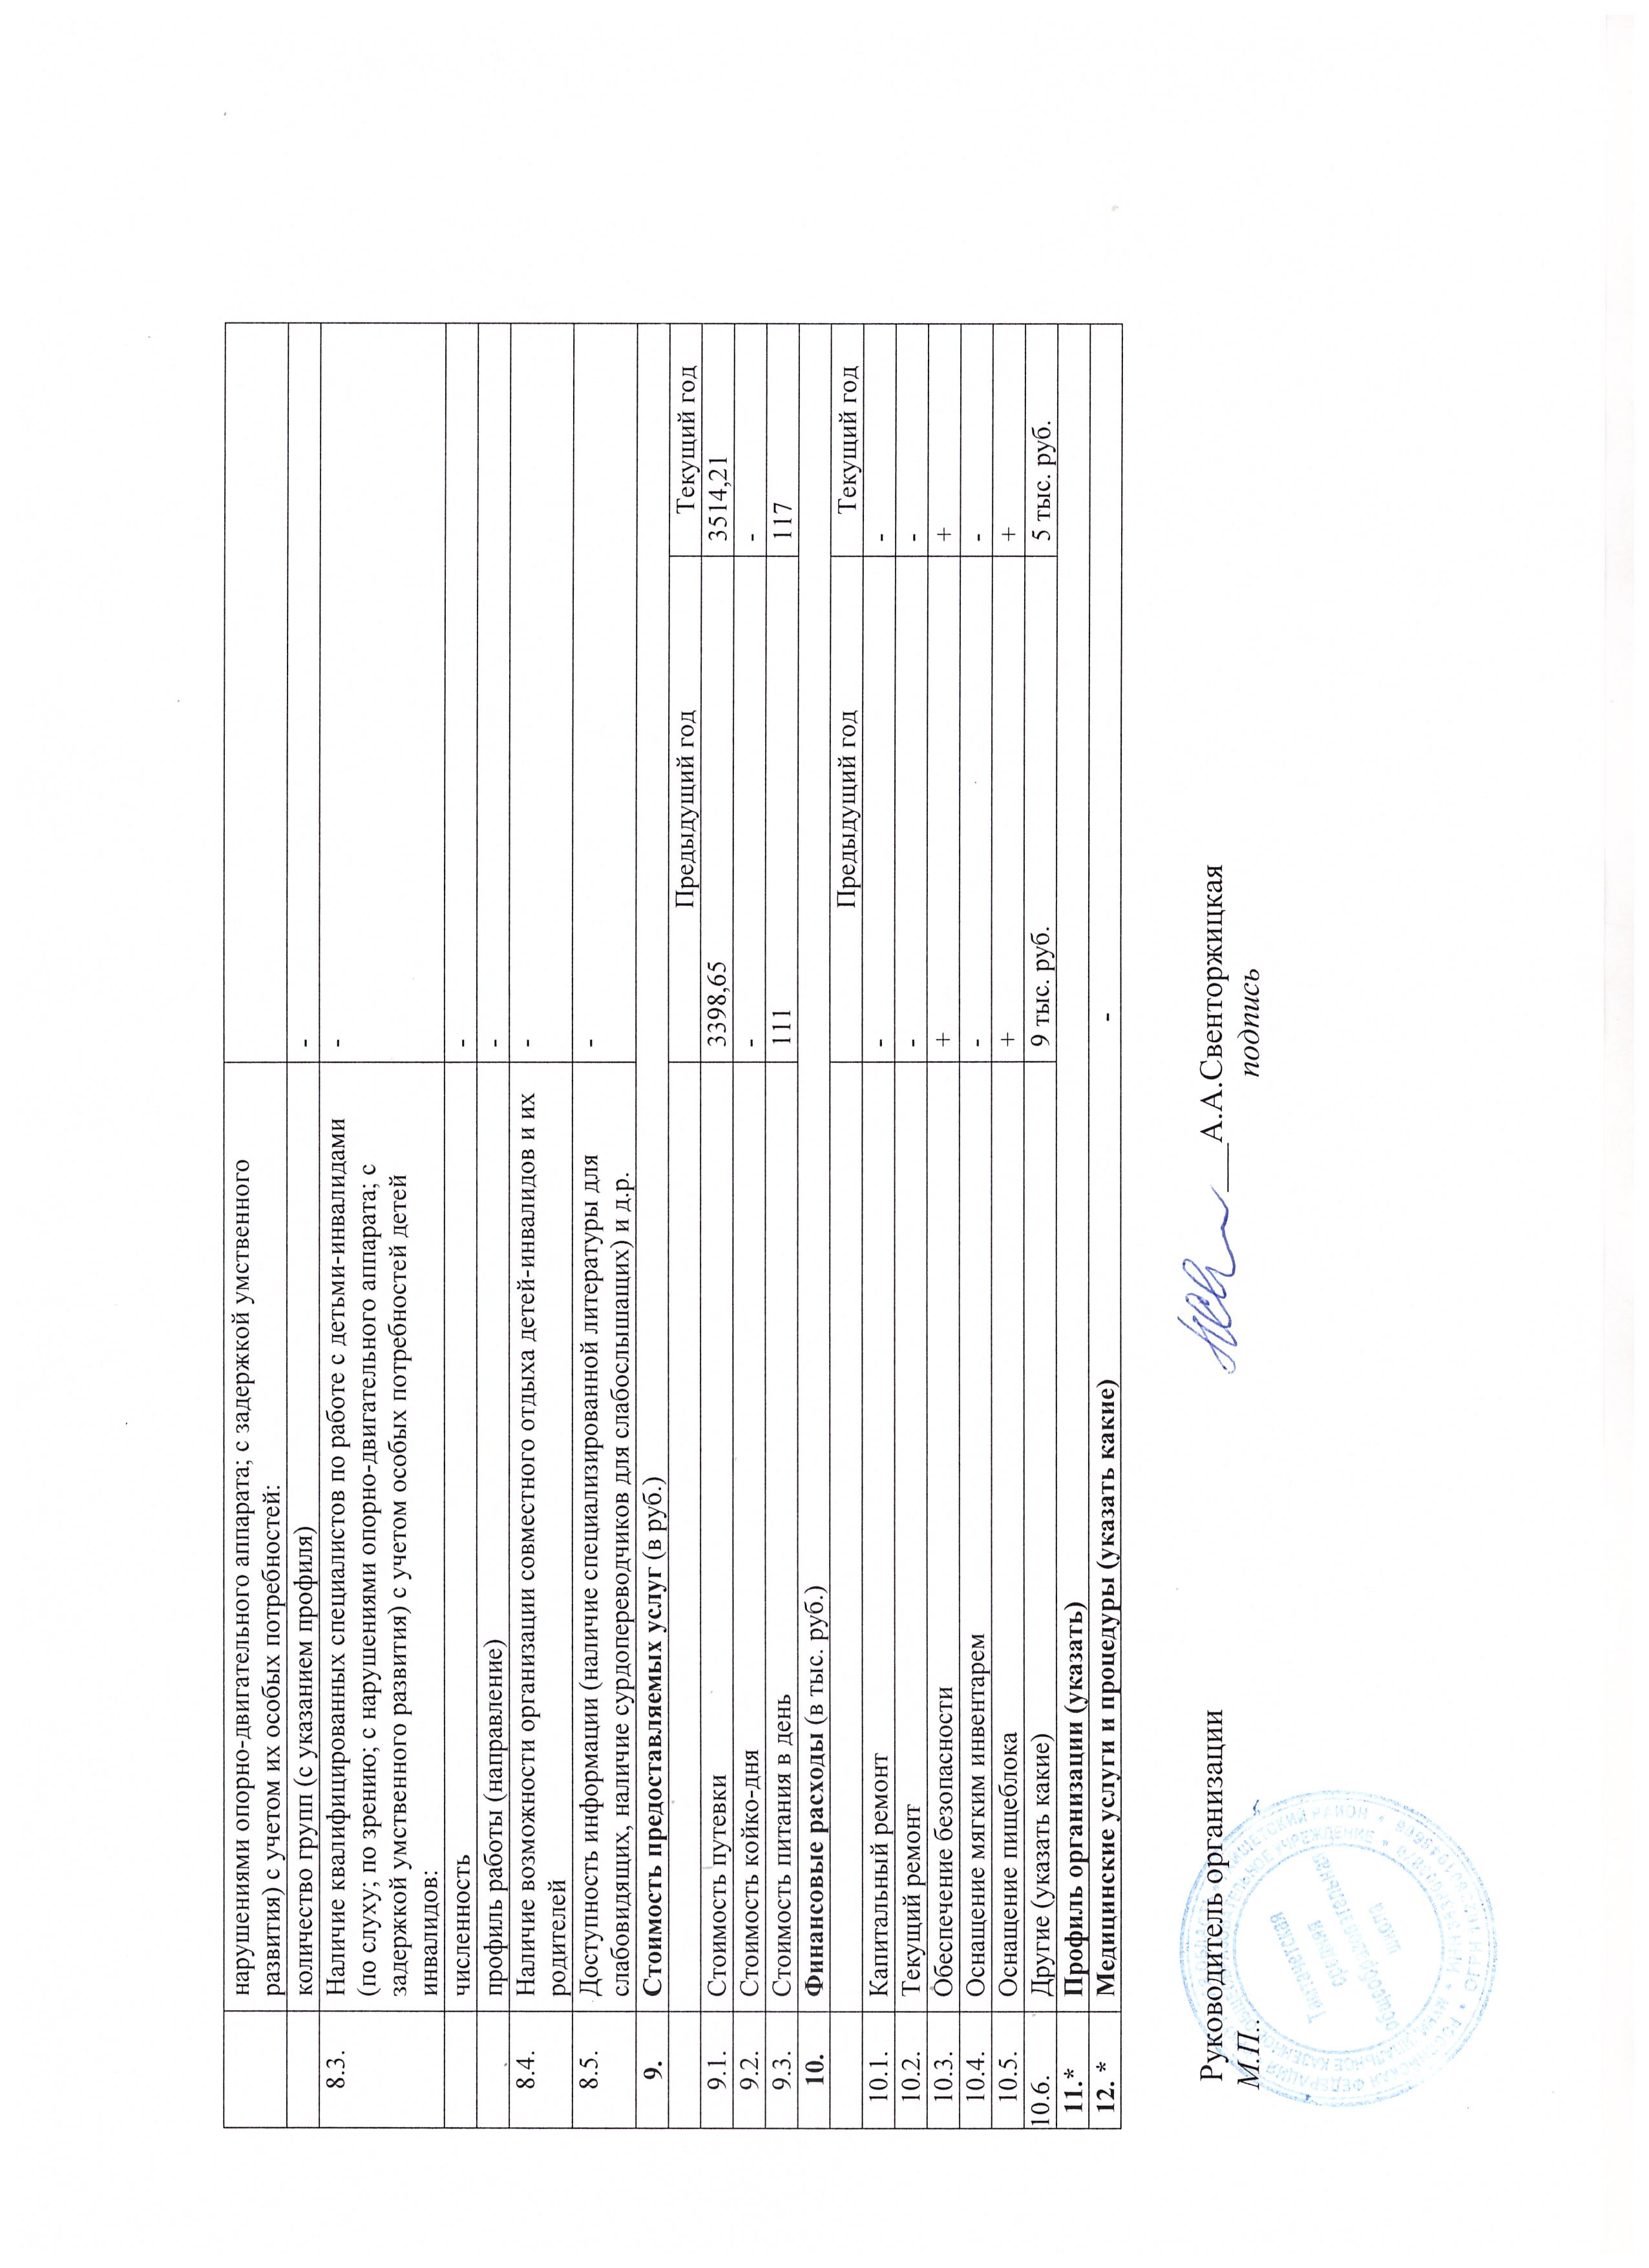 нарушениями опорно-двигательного аппарата; с задержкой умственного
развития) с учетом их особых потребностей:
количество групп (с указанием профиля) -
8.3. Наличие квалифицированных специалистов по работе с детьми-инвалидами -
(по слуху; по зрению; с нарушениями опорно-двигательного аппарата; с
задержкой умственного развития) с учетом особых потребностей детей
инвалидов:
численность -
профиль работы (направление) -
8.4. Наличие возможности организации совместного отдыха детей-инвалидов и их -
родителей
8.5. Доступность информации (наличие специализированной литературы для -
слабовидящих, наличие сурдопереводчиков для слабослышащих) и д.р.
9. Стоимость предоставляемых услуг (в руб.)
Предыдущий год Текущий год
9.1. Стоимость путевки 3398,65 3514,21
9.2. Стоимость койко-дня - -
9.3. Стоимость питания в день 111 117
10. Финансовые расходы (в тыс. руб.)
Предыдущий год Текущий год
10.1. Капитальный ремонт - -
10.2. Текущий ремонт - -
10.3. Обеспечение безопасности + +
10.4. Оснащение мягким инвентарем - -
10.5. Оснащение пищеблока + +
10.6. Другие (указать какие) 9 тыс. руб. 5 тыс. руб.
11.* Профиль организации (указать)
12. * Медицинские услуги и процедуры (указать какие) -
Руководитель организации ___А.А.Свенторжицкая
М.П.. подпись
средняя
общеобразовательная
школа